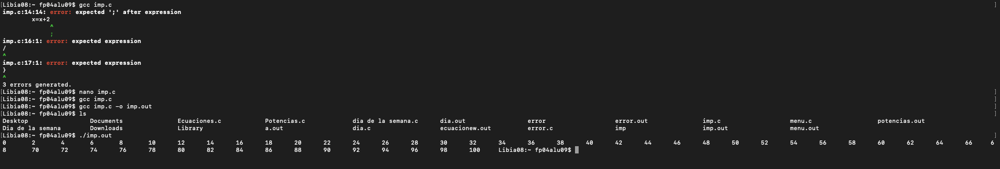 [Libia08:~ fp04alu09$ gcc imp.c ]
imp.c:14:14: error: expected ';' after expression
        x=x+2
             ^
             ;
imp.c:16:1: error: expected expression
/
^
imp.c:17:1: error: expected expression
}
^
3 errors generated.
[Libia08:~ fp04alu09$ nano imp.c ]
[Libia08:~ fp04alu09$ gcc imp.c ]
[Libia08:~ fp04alu09$ gcc imp.c -o imp.out ]
[Libia08:~ fp04alu09$ ls ]
Desktop Documents Ecuaciones.c Potencias.c dia de la semana.c dia.out error error.out imp.c menu.c potencias.out
Dia de la semana Downloads Library a.out dia.c ecuacionew.out error.c imp imp.out menu.out
[Libia08:~ fp04alu09$ ./imp.out ]
0 2 4 6 8 10 12 14 16 18 20 22 24 26 28 30 32 34 36 38 40 42 44 46 48 50 52 54 56 58 60 62 64 66 6
8 70 72 74 76 78 80 82 84 86 88 90 92 94 96 98 100 Libia08:~ fp04alu09$